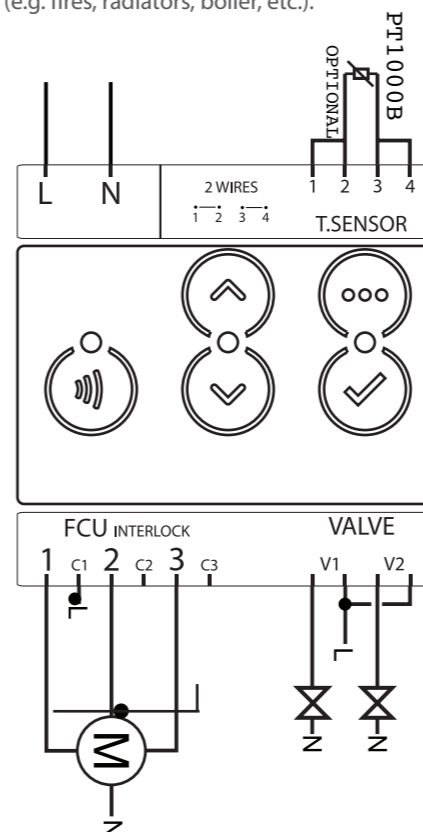 (e.g. fires, radiators, boiler, etc.).
PT1000B
OPTIONAL
L N
2 WIRES
1 2 3 4
1 2 3 4
T.SENSOR
FCU INTERLOCK
VALVE
1 C1 2 C2 3 C3
V1 V2
L
L
M
N
N
N